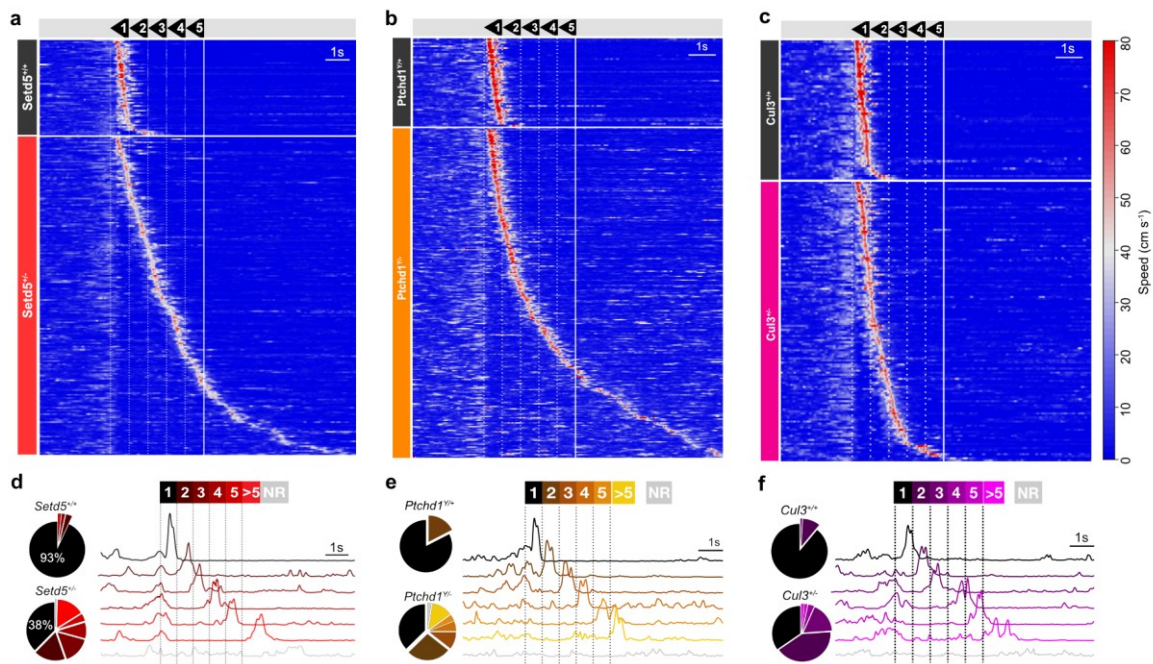 a
b
c
1 2 3 4 5
1 2 3 4 5
1 2 3 4 5
1s
1s
1s
Setd5+/+
Setd5+/-
Ptchd1Y/+
Ptchd1Y/-
Cul3+/+
Cul3+/-
80
70
60
50
40
30
20
10
0
Speed (cm s-1)
d
Setd5+/+
93%
Setd5+/-
38%
1 2 3 4 5 >5 NR
1s
e
Ptchd1Y/+
Ptchd1Y/-
1 2 3 4 5 >5 NR
1s
f
Cul3+/+
Cul3+/-
1 2 3 4 5 >5 NR
1s